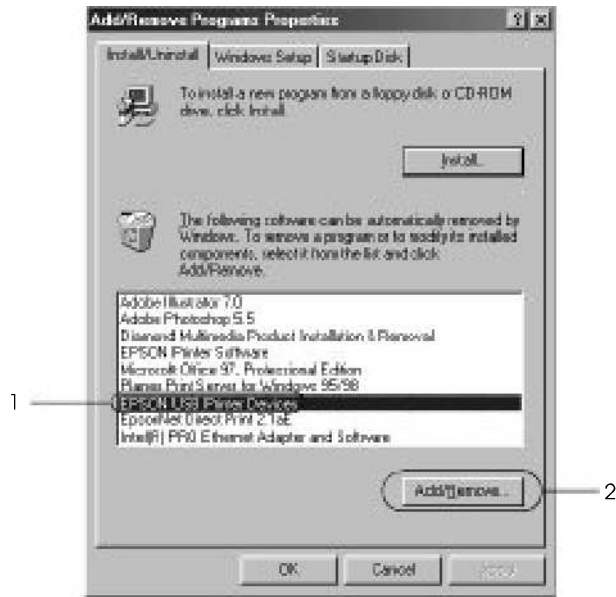 Add/Remove Programs Properties
Install/Uninstall Windows Setup Startup Disk
To install a new program from a floppy disk or CD-ROM
drive, click Install.
Install...
The following software can be automatically removed by
Windows. To remove a program or to modify its installed
components, select it from the list and click
Add/Remove.
Adobe Illustrator 7.0
Adobe Photoshop 5.5
Diamond Multimedia Product Installation & Removal
EPSON Printer Software
Microsoft Office 97, Professional Edition
Print Server for Windows 95/98
1
EPSON USB Printer Devices
EpsonNet Direct Print 2.1aE
Intel(R) PRO Ethernet Adapter and Software
Add/Remove...
2
OK Cancel Apply